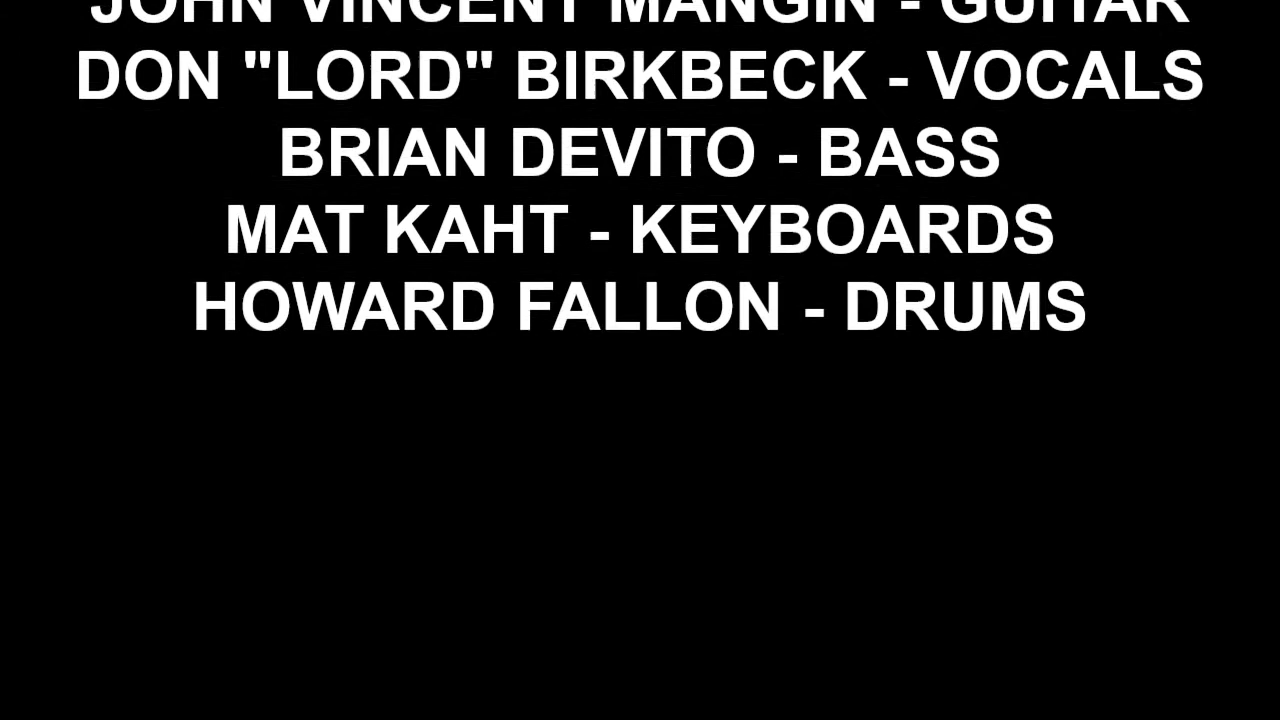 JOHN VINCENT MANGIN - GUITAR
DON "LORD" BIRKBECK - VOCALS
BRIAN DEVITO - BASS
MAT KAHT - KEYBOARDS
HOWARD FALLON - DRUMS